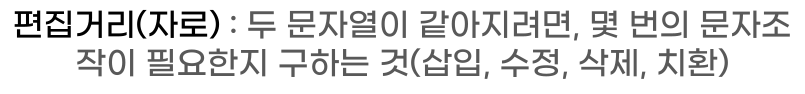 편집거리(자로) : 두 문자열이 같아지려면, 몇 번의 문자조
작이 필요한지 구하는 것(삽입, 수정, 삭제, 치환)